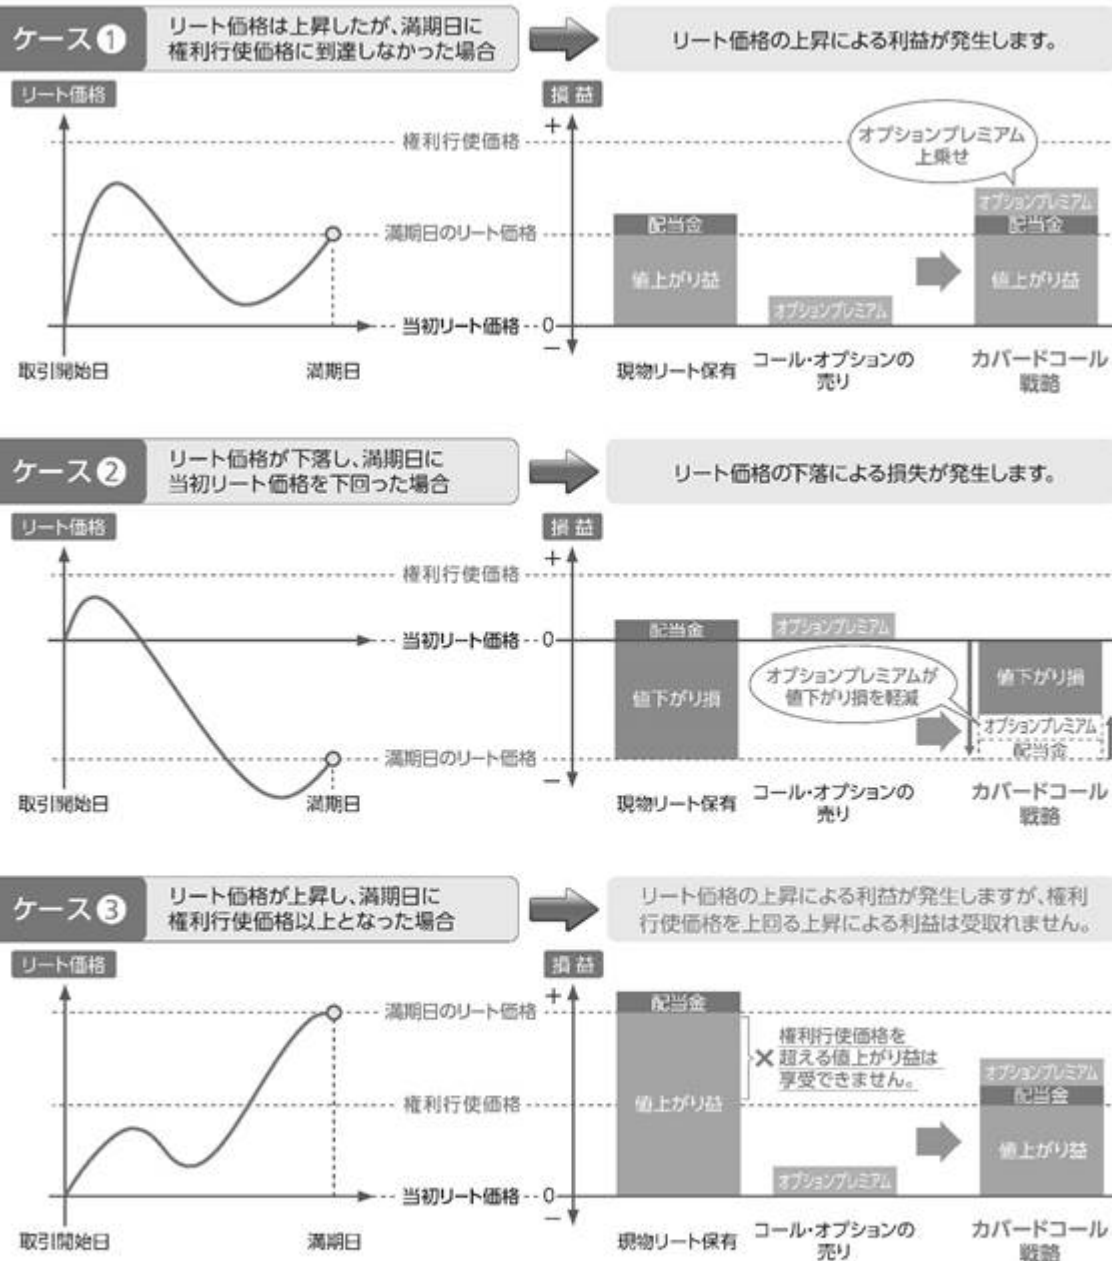 ケース❶
リート価格は上昇したが、満期日に
権利行使価格に到達しなかった場合
リート価格の上昇による利益が発生します。
リート価格
損益
+
権利行使価格
オプションプレミアム
上乗せ
オプションプレミアム
配当金
配当金
満期日のリート価格
値上がり益
値上がり益
オプションプレミアム
当初リート価格
0
−
取引開始日
満期日
現物リート保有
コール・オプションの
売り
カバードコール
戦略
ケース❷
リート価格が下落し、満期日に
当初リート価格を下回った場合
リート価格の下落による損失が発生します。
リート価格
損益
+
権利行使価格
配当金
オプションプレミアム
当初リート価格
0
値下がり損
オプションプレミアムが
値下がり損を軽減
値下がり損
オプションプレミアム
配当金
満期日のリート価格
−
取引開始日
満期日
現物リート保有
コール・オプションの
売り
カバードコール
戦略
ケース❸
リート価格が上昇し、満期日に
権利行使価格以上となった場合
リート価格の上昇による利益が発生しますが、権利
行使価格を上回る上昇による利益は受取れません。
リート価格
損益
+
配当金
満期日のリート価格
×
権利行使価格を
超える値上がり益は
享受できません。
オプションプレミアム
配当金
権利行使価格
値上がり益
値上がり益
オプションプレミアム
当初リート価格
0
−
取引開始日
満期日
現物リート保有
コール・オプションの
売り
カバードコール
戦略